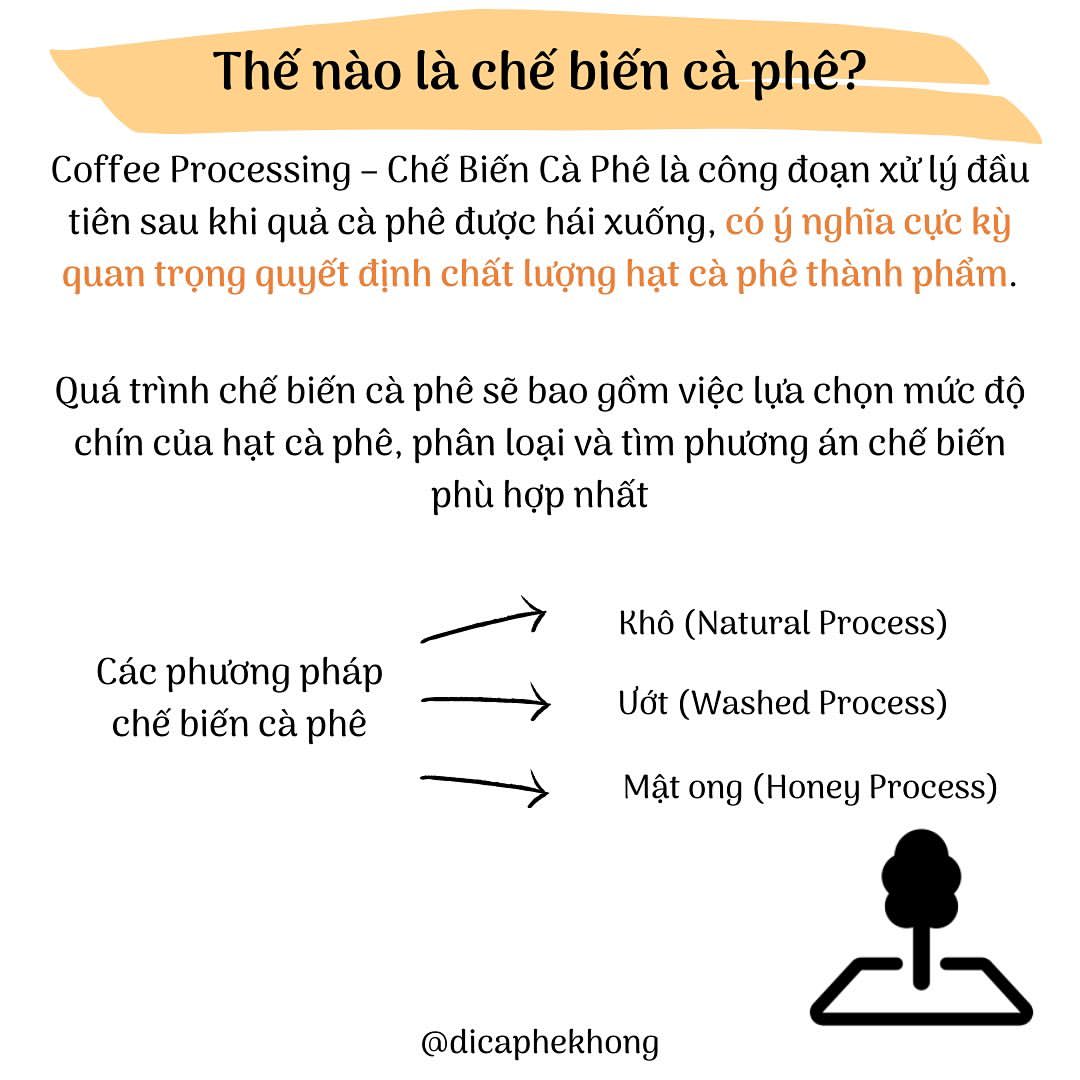 Thế nào là chế biến cà phê?
Coffee Processing – Chế Biến Cà Phê là công đoạn xử lý đầu
tiên sau khi quả cà phê được hái xuống, có ý nghĩa cực kỳ
quan trọng quyết định chất lượng hạt cà phê thành phẩm.
Quá trình chế biến cà phê sẽ bao gồm việc lựa chọn mức độ
chín của hạt cà phê, phân loại và tìm phương án chế biến
phù hợp nhất
Các phương pháp
chế biến cà phê
Khô (Natural Process)
Ướt (Washed Process)
Mật ong (Honey Process)
@dicaphekhong